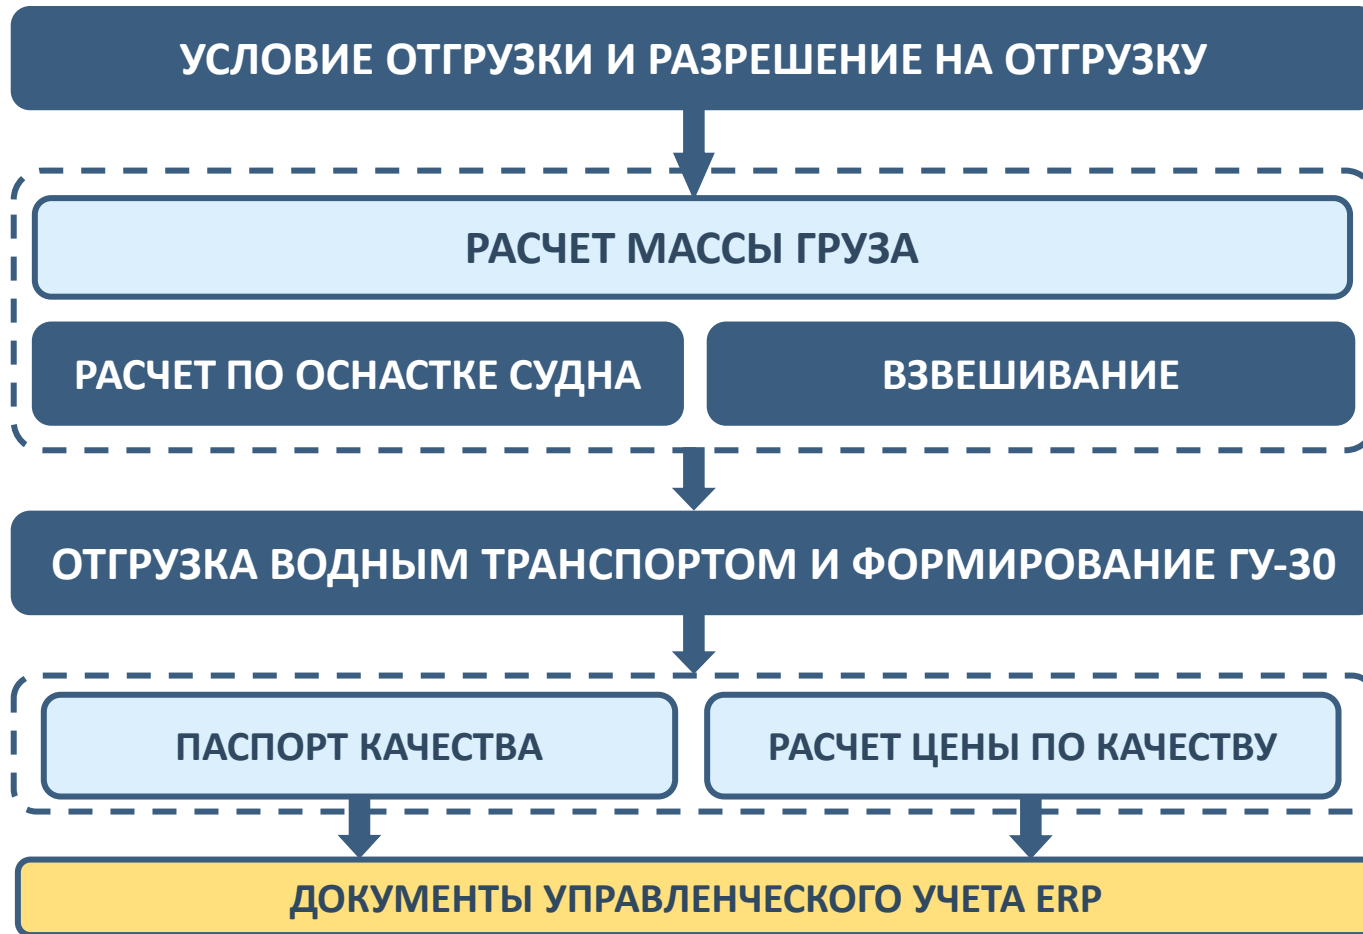 УСЛОВИЕ ОТГРУЗКИ И РАЗРЕШЕНИЕ НА ОТГРУЗКУ
РАСЧЕТ МАССЫ ГРУЗА
РАСЧЕТ ПО ОСНАСТКЕ СУДНА
ВЗВЕШИВАНИЕ
ОТГРУЗКА ВОДНЫМ ТРАНСПОРТОМ И ФОРМИРОВАНИЕ ГУ-30
ПАСПОРТ КАЧЕСТВА
РАСЧЕТ ЦЕНЫ ПО КАЧЕСТВУ
ДОКУМЕНТЫ УПРАВЛЕНЧЕСКОГО УЧЕТА ERP